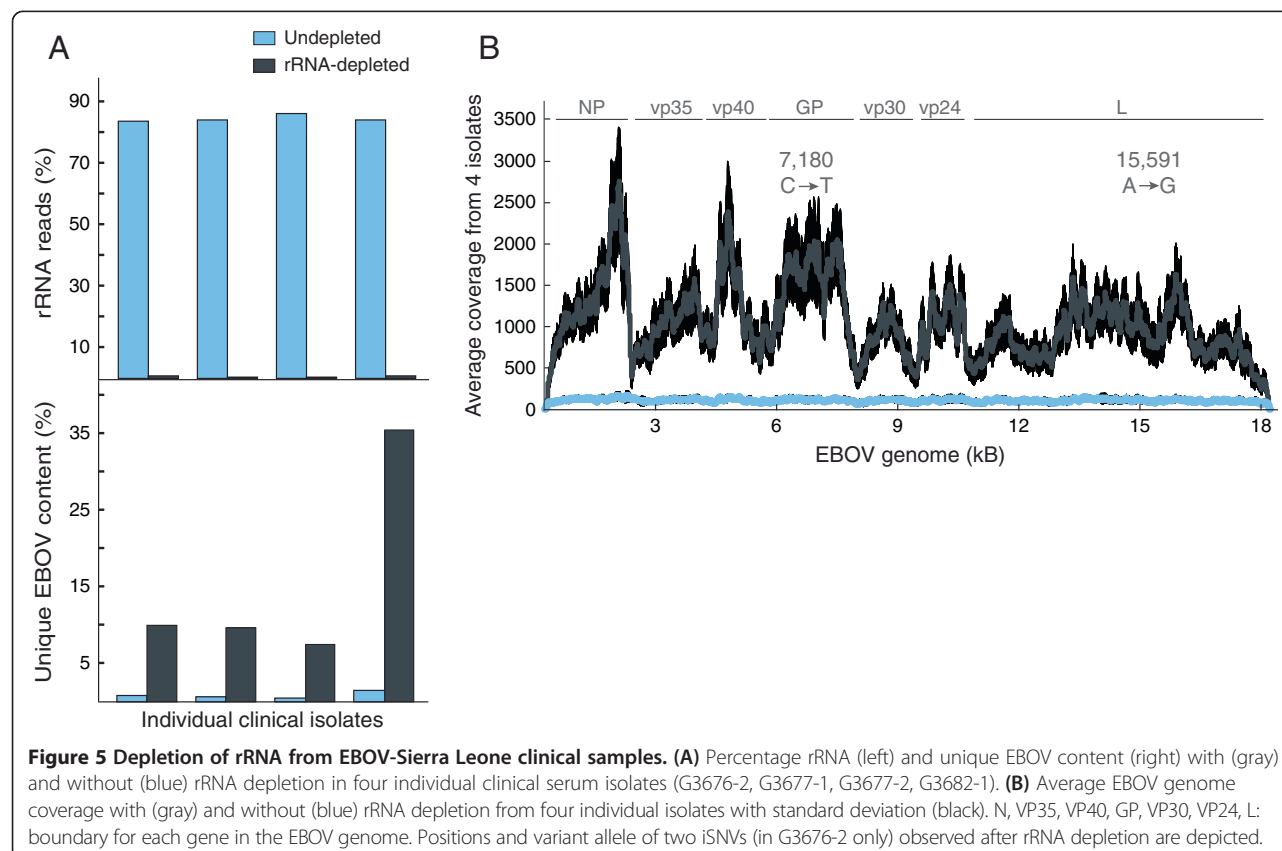 A
Undepleted
rRNA-depleted
rRNA reads (%)
90
70
50
30
10
Unique EBOV content (%)
35
25
15
5
Individual clinical isolates
B
NP vp35 vp40 GP vp30 vp24 L
7,180
C→T
15,591
A→G
Average coverage from 4 isolates
3500
3000
2500
2000
1500
1000
500
0
3 6 9 12 15 18
EBOV genome (kB)
Figure 5 Depletion of rRNA from EBOV-Sierra Leone clinical samples. (A) Percentage rRNA (left) and unique EBOV content (right) with (gray)
and without (blue) rRNA depletion in four individual clinical serum isolates (G3676-2, G3677-1, G3677-2, G3682-1). (B) Average EBOV genome
coverage with (gray) and without (blue) rRNA depletion from four individual isolates with standard deviation (black). N, VP35, VP40, GP, VP30, VP24, L:
boundary for each gene in the EBOV genome. Positions and variant allele of two iSNVs (in G3676-2 only) observed after rRNA depletion are depicted.